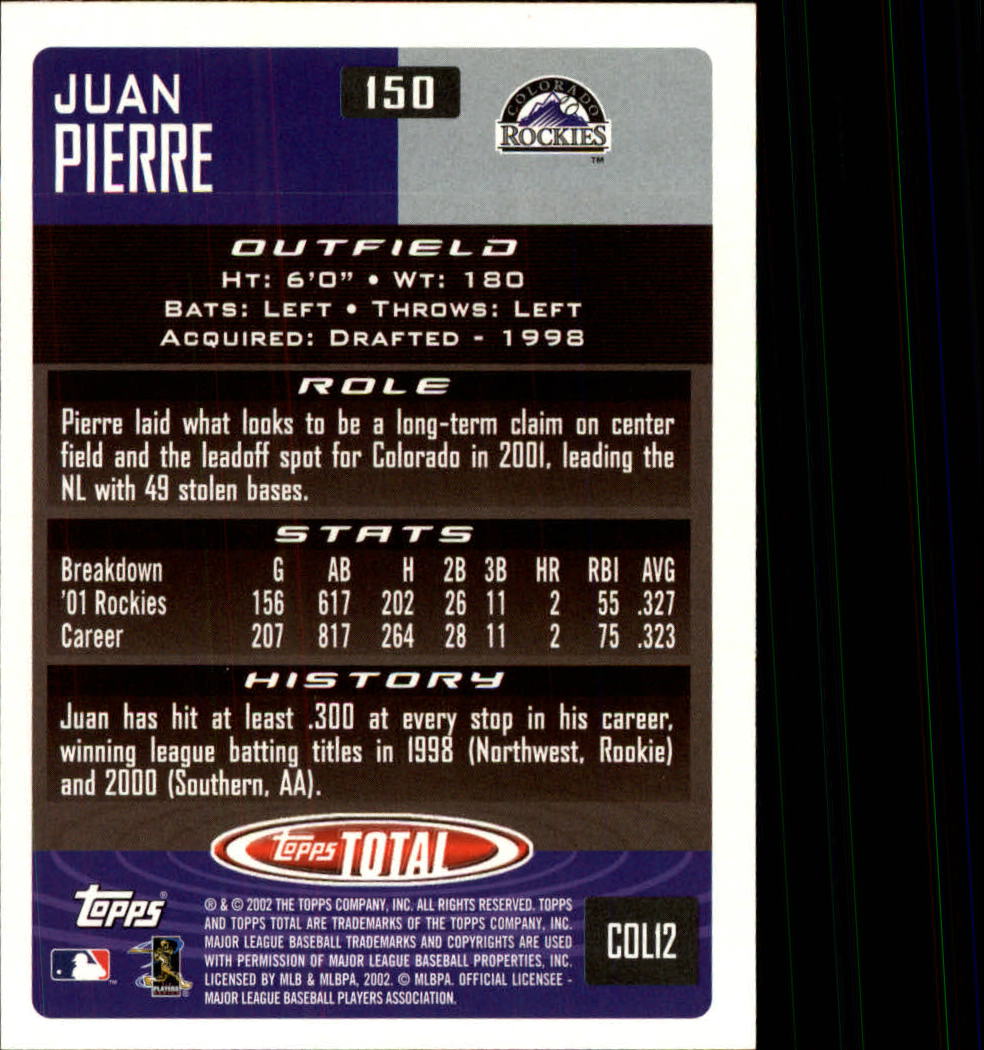 JUAN
PIERRE
150
COLORADO
ROCKIES
TM
OUTFIELD
HT: 6'0" • WT: 180
BATS: LEFT • THROWS: LEFT
ACQUIRED: DRAFTED - 1998
ROLE
Pierre laid what looks to be a long-term claim on center
field and the leadoff spot for Colorado in 2001, leading the
NL with 49 stolen bases.
STATS
Breakdown G AB H 2B 3B HR RBI AVG
'01 Rockies 156 617 202 26 11 2 55 .327
Career 207 817 264 28 11 2 75 .323
HISTORY
Juan has hit at least .300 at every stop in his career,
winning league batting titles in 1998 (Northwest, Rookie)
and 2000 (Southern, AA).
Topps TOTAL
Topps®
® & © 2002 THE TOPPS COMPANY, INC. ALL RIGHTS RESERVED. TOPPS
AND TOPPS TOTAL ARE TRADEMARKS OF THE TOPPS COMPANY, INC.
MAJOR LEAGUE BASEBALL TRADEMARKS AND COPYRIGHTS ARE USED
WITH PERMISSION OF MAJOR LEAGUE BASEBALL PROPERTIES, INC.
LICENSED BY MLB & MLBPA, 2002. © MLBPA. OFFICIAL LICENSEE -
MAJOR LEAGUE BASEBALL PLAYERS ASSOCIATION.
COL12
TM
PLAYERS